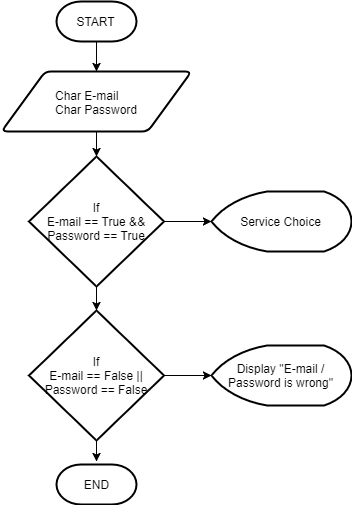 START
Char E-mail
Char Password
If
E-mail == True &&
Password == True
Service Choice
If
E-mail == False ||
Password == False
Display "E-mail /
Password is wrong"
END